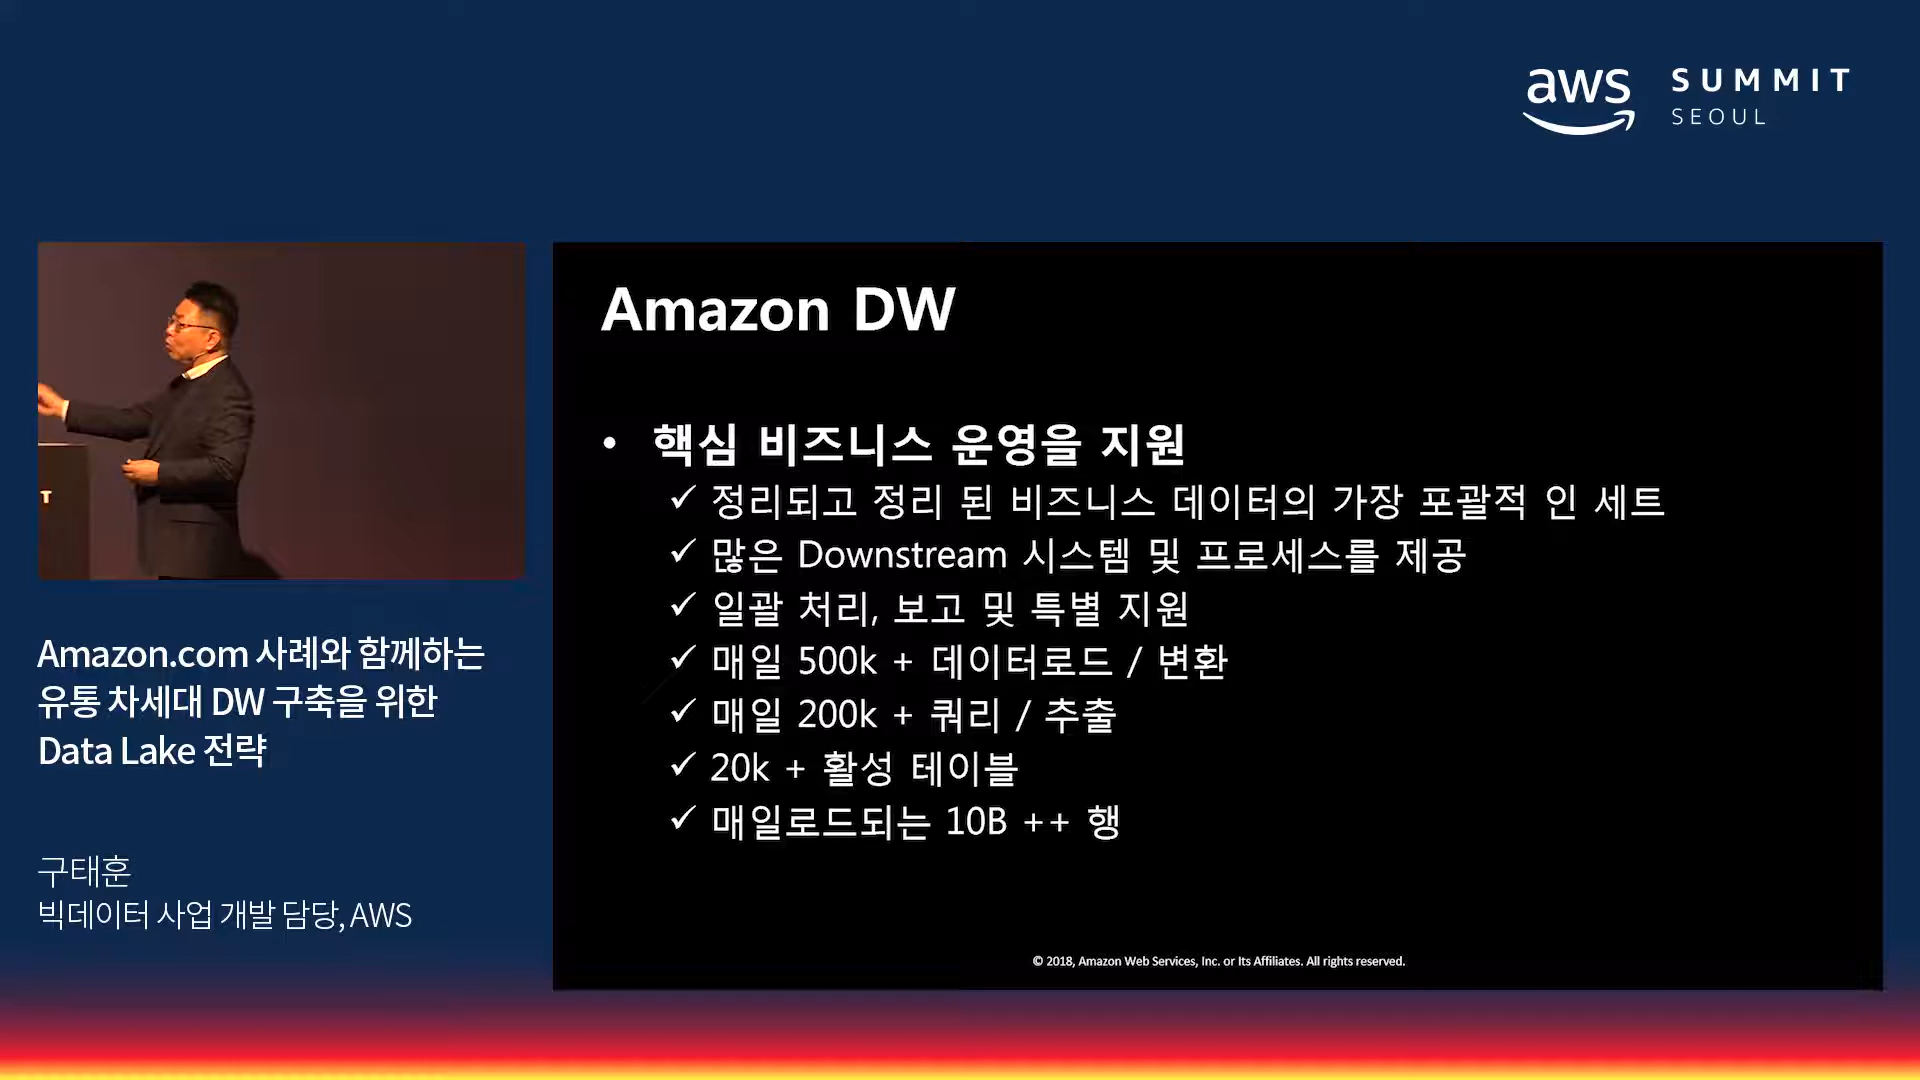 aws SUMMIT
SEOUL
Amazon DW
• 핵심 비즈니스 운영을 지원
✓ 정리되고 정리 된 비즈니스 데이터의 가장 포괄적 인 세트
✓ 많은 Downstream 시스템 및 프로세스를 제공
✓ 일괄 처리, 보고 및 특별 지원
✓ 매일 500k + 데이터로드 / 변환
✓ 매일 200k + 쿼리 / 추출
✓ 20k + 활성 테이블
✓ 매일로드되는 10B ++ 행
© 2018, Amazon Web Services, Inc. or Its Affiliates. All rights reserved.
T
Amazon.com 사례와 함께하는
유통 차세대 DW 구축을 위한
Data Lake 전략
구태훈
빅데이터 사업 개발 담당, AWS